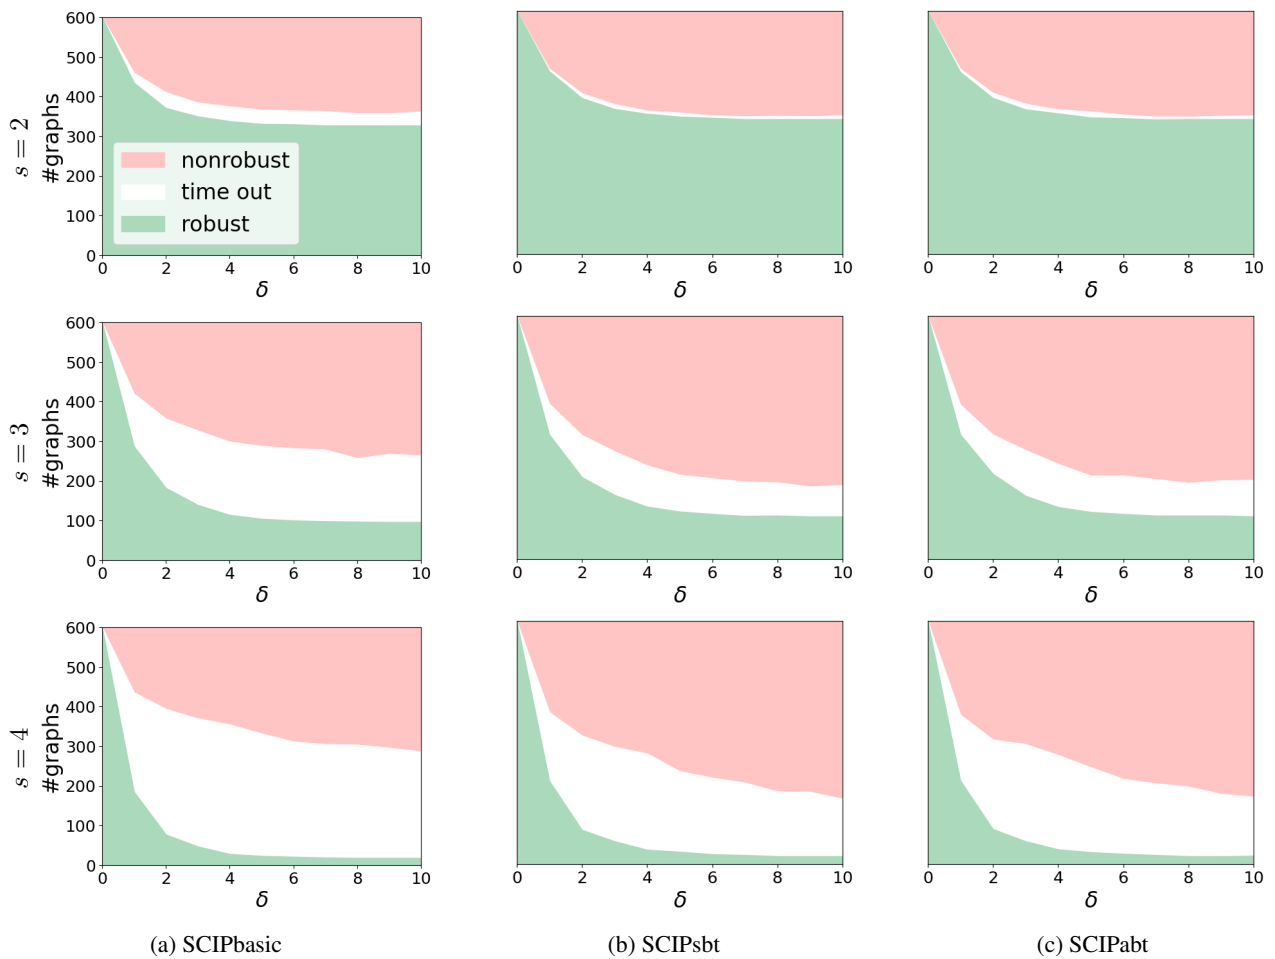 600
500
400
300
200
100
0
s = 2
#graphs
nonrobust
time out
robust
0 2 4 6 8 10
δ
0 2 4 6 8 10
δ
0 2 4 6 8 10
δ
600
500
400
300
200
100
0
s = 3
#graphs
0 2 4 6 8 10
δ
0 2 4 6 8 10
δ
0 2 4 6 8 10
δ
600
500
400
300
200
100
0
s = 4
#graphs
0 2 4 6 8 10
δ
0 2 4 6 8 10
δ
0 2 4 6 8 10
δ
(a) SCIPbasic
(b) SCIPsbt
(c) SCIPabt